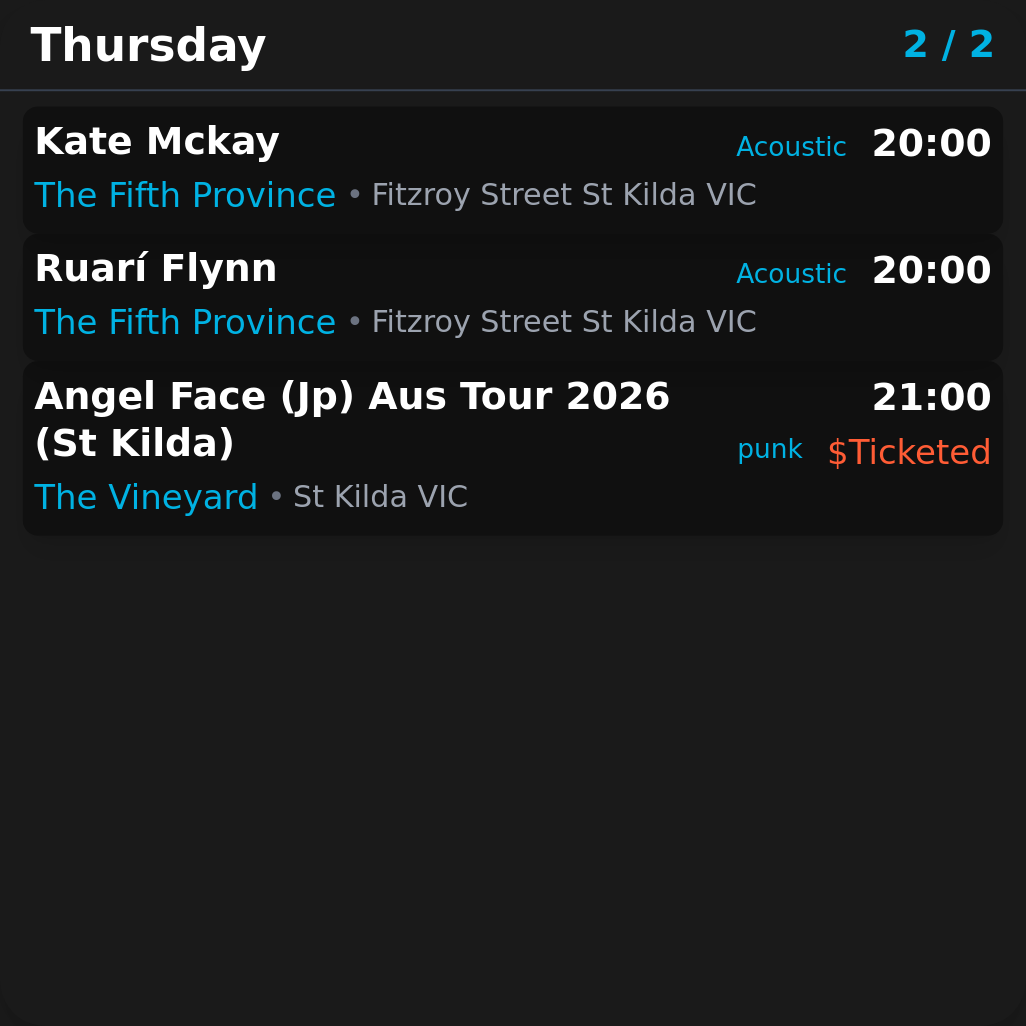 Thursday 2 / 2
Kate Mckay Acoustic 20:00
The Fifth Province • Fitzroy Street St Kilda VIC
Ruarí Flynn Acoustic 20:00
The Fifth Province • Fitzroy Street St Kilda VIC
Angel Face (Jp) Aus Tour 2026 21:00
(St Kilda) punk $Ticketed
The Vineyard • St Kilda VIC